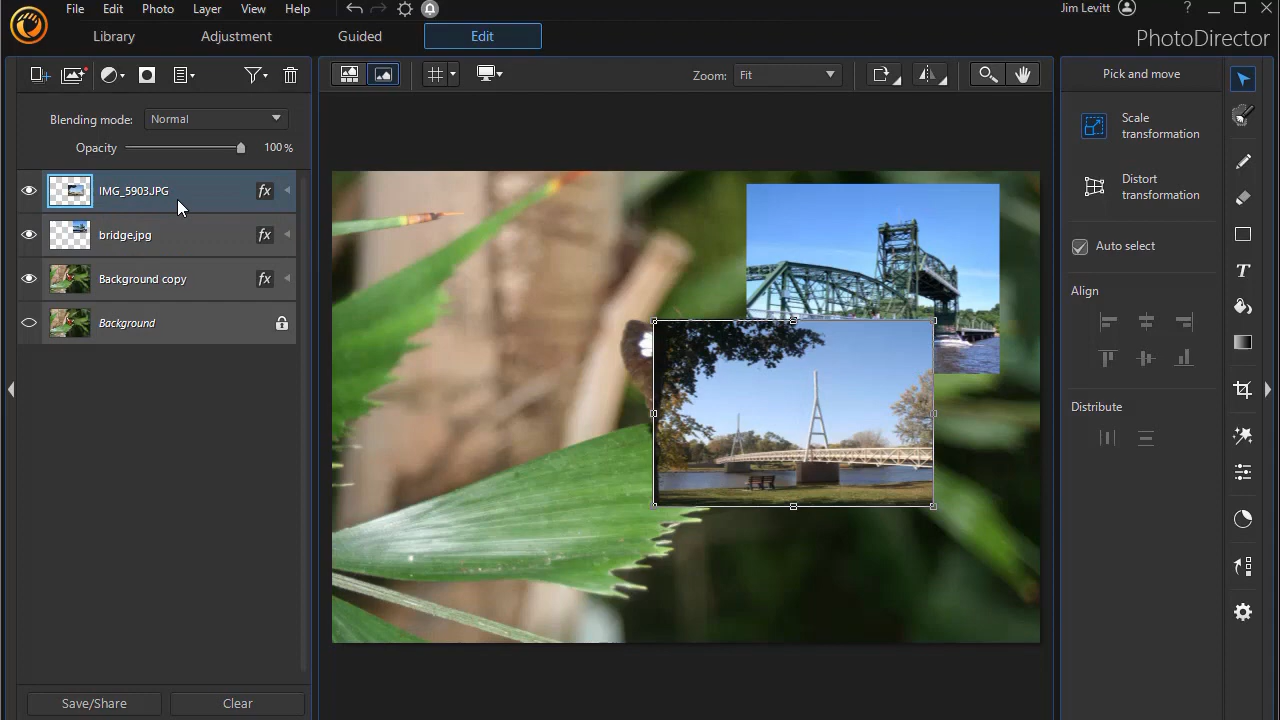 File Edit Photo Layer View Help
Jim Levitt
?
Library Adjustment Guided Edit
PhotoDirector
Zoom: Fit
Pick and move
Blending mode: Normal
Opacity 100 %
Scale transformation
Distort transformation
Auto select
Align
Distribute
IMG_5903.JPG fx
bridge.jpg fx
Background copy fx
Background
T
Save/Share Clear